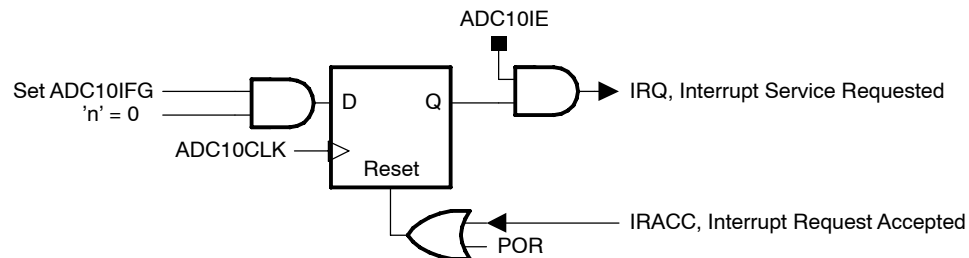 ADC10IE
Set ADC10IFG
'n' = 0
D
Q
IRQ, Interrupt Service Requested
ADC10CLK
Reset
IRACC, Interrupt Request Accepted
POR